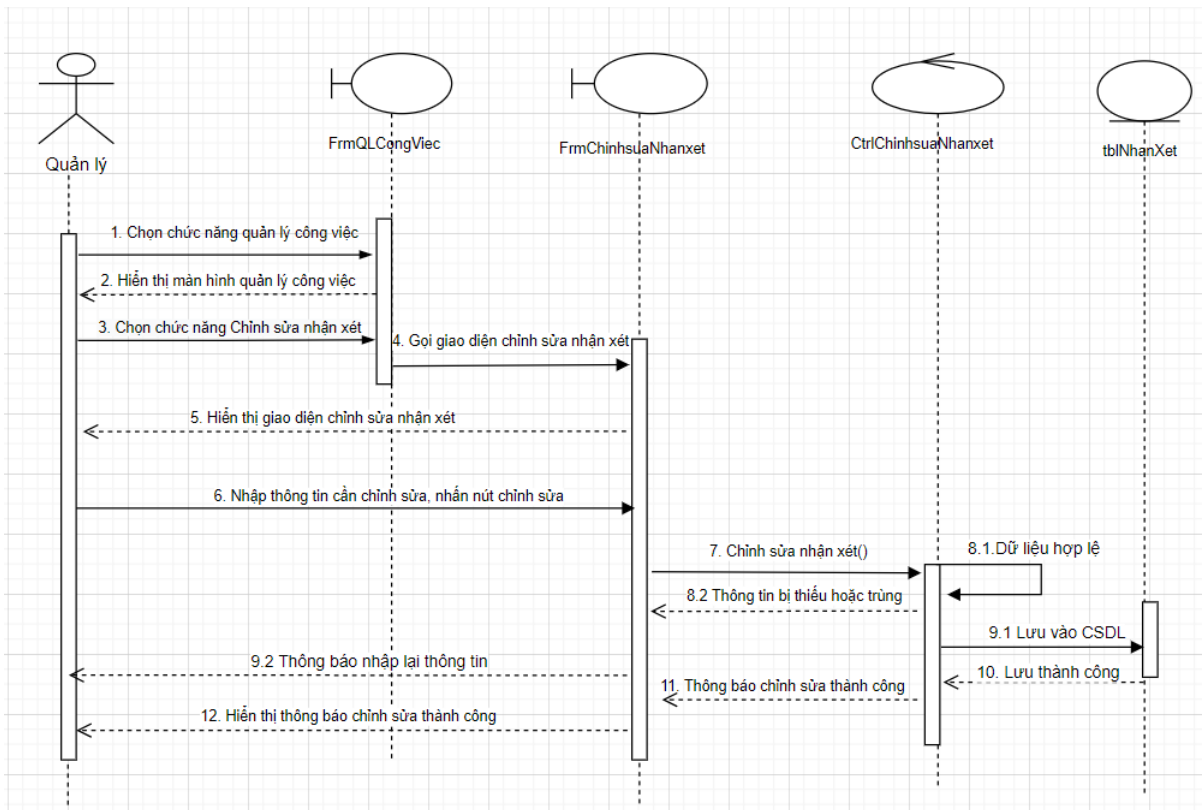 Quản lý
FrmQLCongViec
FrmChinhsuaNhanxet
CtrlChinhsuaNhanxet
tblNhanXet
1. Chọn chức năng quản lý công việc
2. Hiển thị màn hình quản lý công việc
3. Chọn chức năng Chỉnh sửa nhận xét
4. Gọi giao diện chỉnh sửa nhận xét
5. Hiển thị giao diện chỉnh sửa nhận xét
6. Nhập thông tin cần chỉnh sửa, nhấn nút chỉnh sửa
7. Chỉnh sửa nhận xét()
8.1.Dữ liệu hợp lệ
8.2 Thông tin bị thiếu hoặc trùng
9.1 Lưu vào CSDL
9.2 Thông báo nhập lại thông tin
10. Lưu thành công
11. Thông báo chỉnh sửa thành công
12. Hiển thị thông báo chỉnh sửa thành công